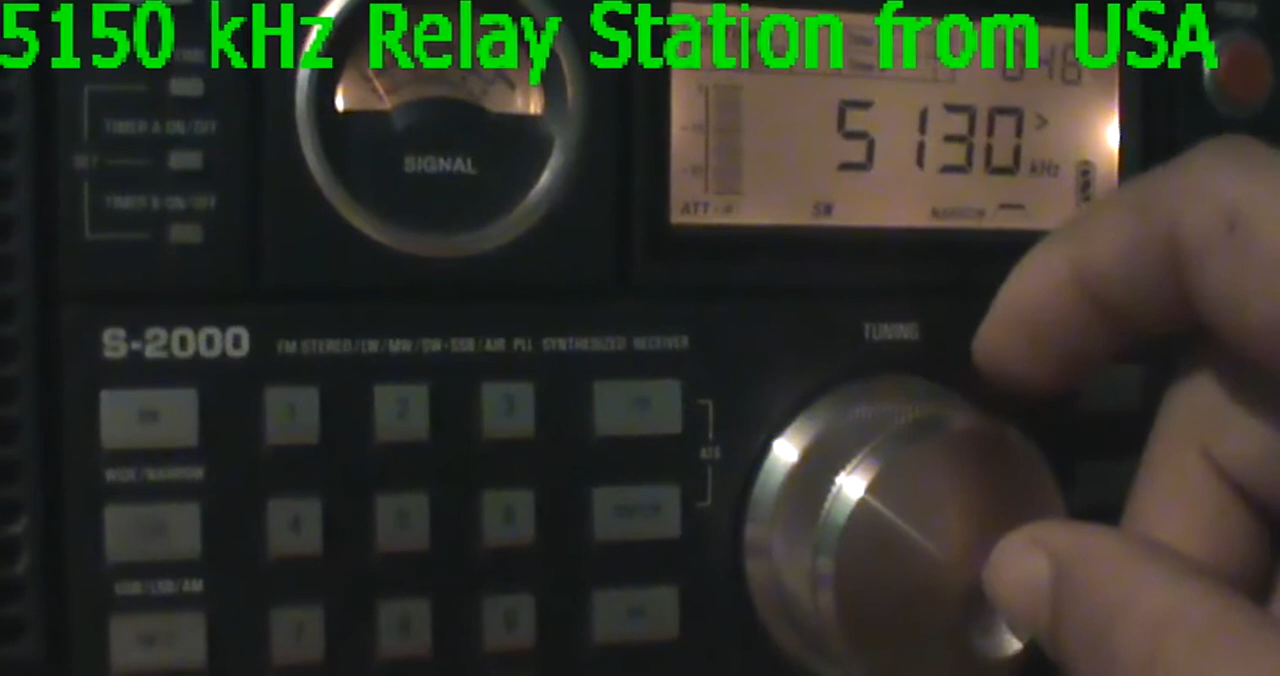 5150 kHz Relay Station from USA
TIMER A ON/OFF
SIGNAL
5130 >
kHz
TIMER B ON/OFF
ATT
SW
NARROW
S-2000
FM STEREO/LW/MW/SW-SSB/AIR PLL SYNTHESIZED RECEIVER
TUNING
1
2
3
ATS
WIDE/NARROW
4
5
6
USB/LSB/AM
7
8
9